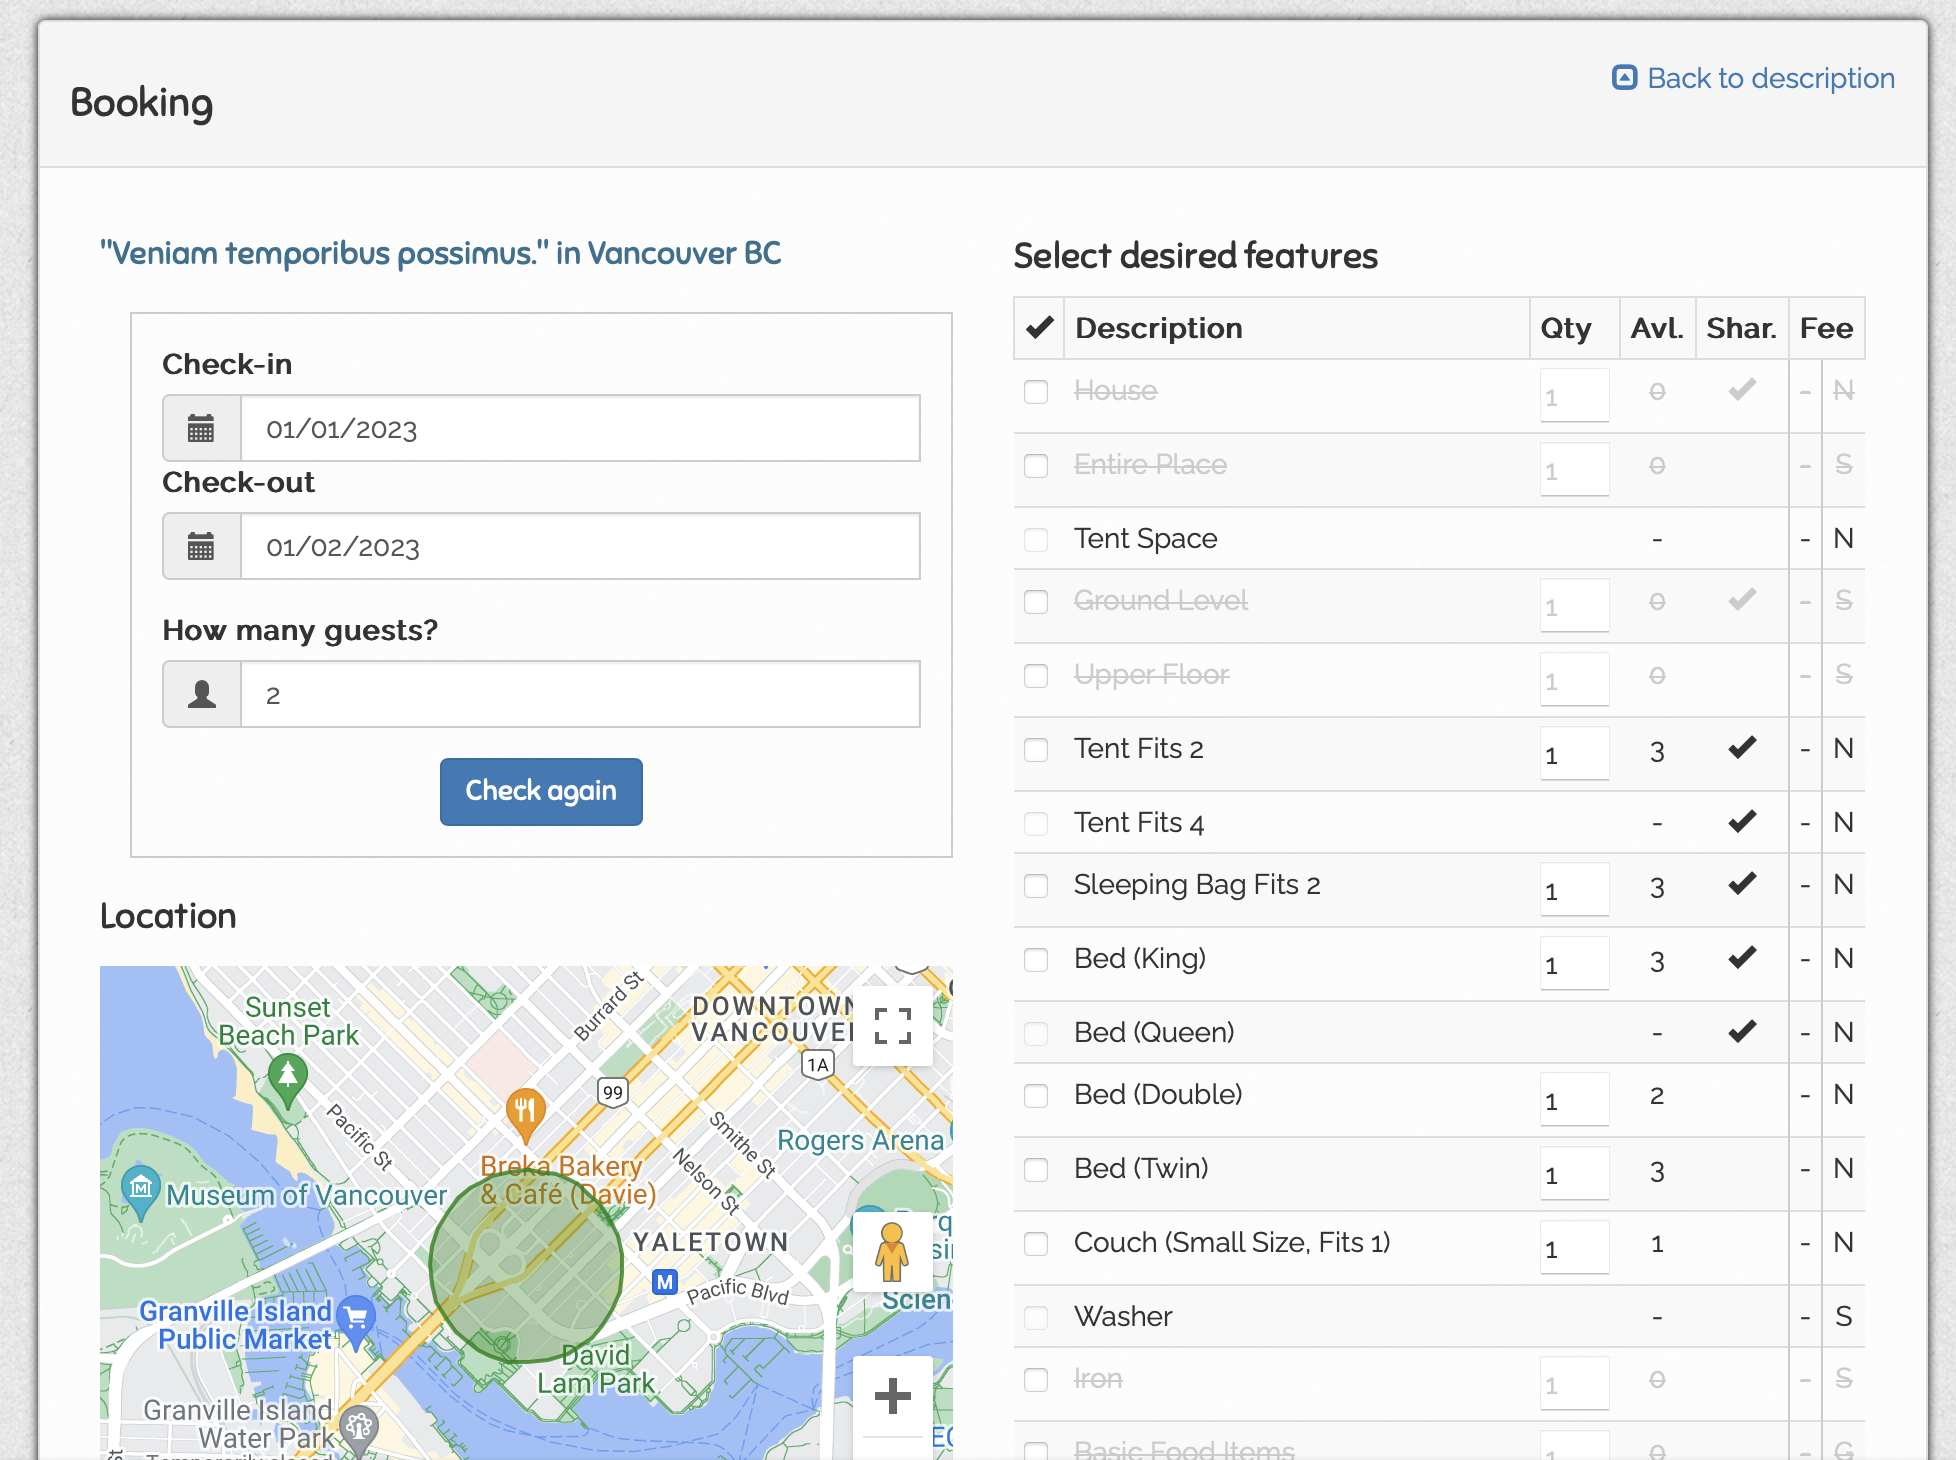 Booking
Back to description
"Veniam temporibus possimus." in Vancouver BC
Check-in
01/01/2023
Check-out
01/02/2023
How many guests?
2
Check again
Location
Sunset
Beach Park
Burrard St
DOWNTOWN
VANCOUVER
1A
99
Pacific St
Smithe St
Rogers Arena
Nelson St
Breka Bakery
& Café (Davie)
Museum of Vancouver
YALETOWN
M
Pacific Blvd
Scien
Granville Island
Public Market
David
Lam Park
Granville Island
Water Park
Select desired features
Description Qty Avl. Shar. Fee
House 1 0 - N
Entire Place 1 0 - S
Tent Space - - N
Ground Level 1 0 - S
Upper Floor 1 0 - S
Tent Fits 2 1 3 - N
Tent Fits 4 - - N
Sleeping Bag Fits 2 1 3 - N
Bed (King) 1 3 - N
Bed (Queen) - - N
Bed (Double) 1 2 - N
Bed (Twin) 1 3 - N
Couch (Small Size, Fits 1) 1 1 - N
Washer - - S
Iron 1 0 - S
Basic Food Items 1 0 - G